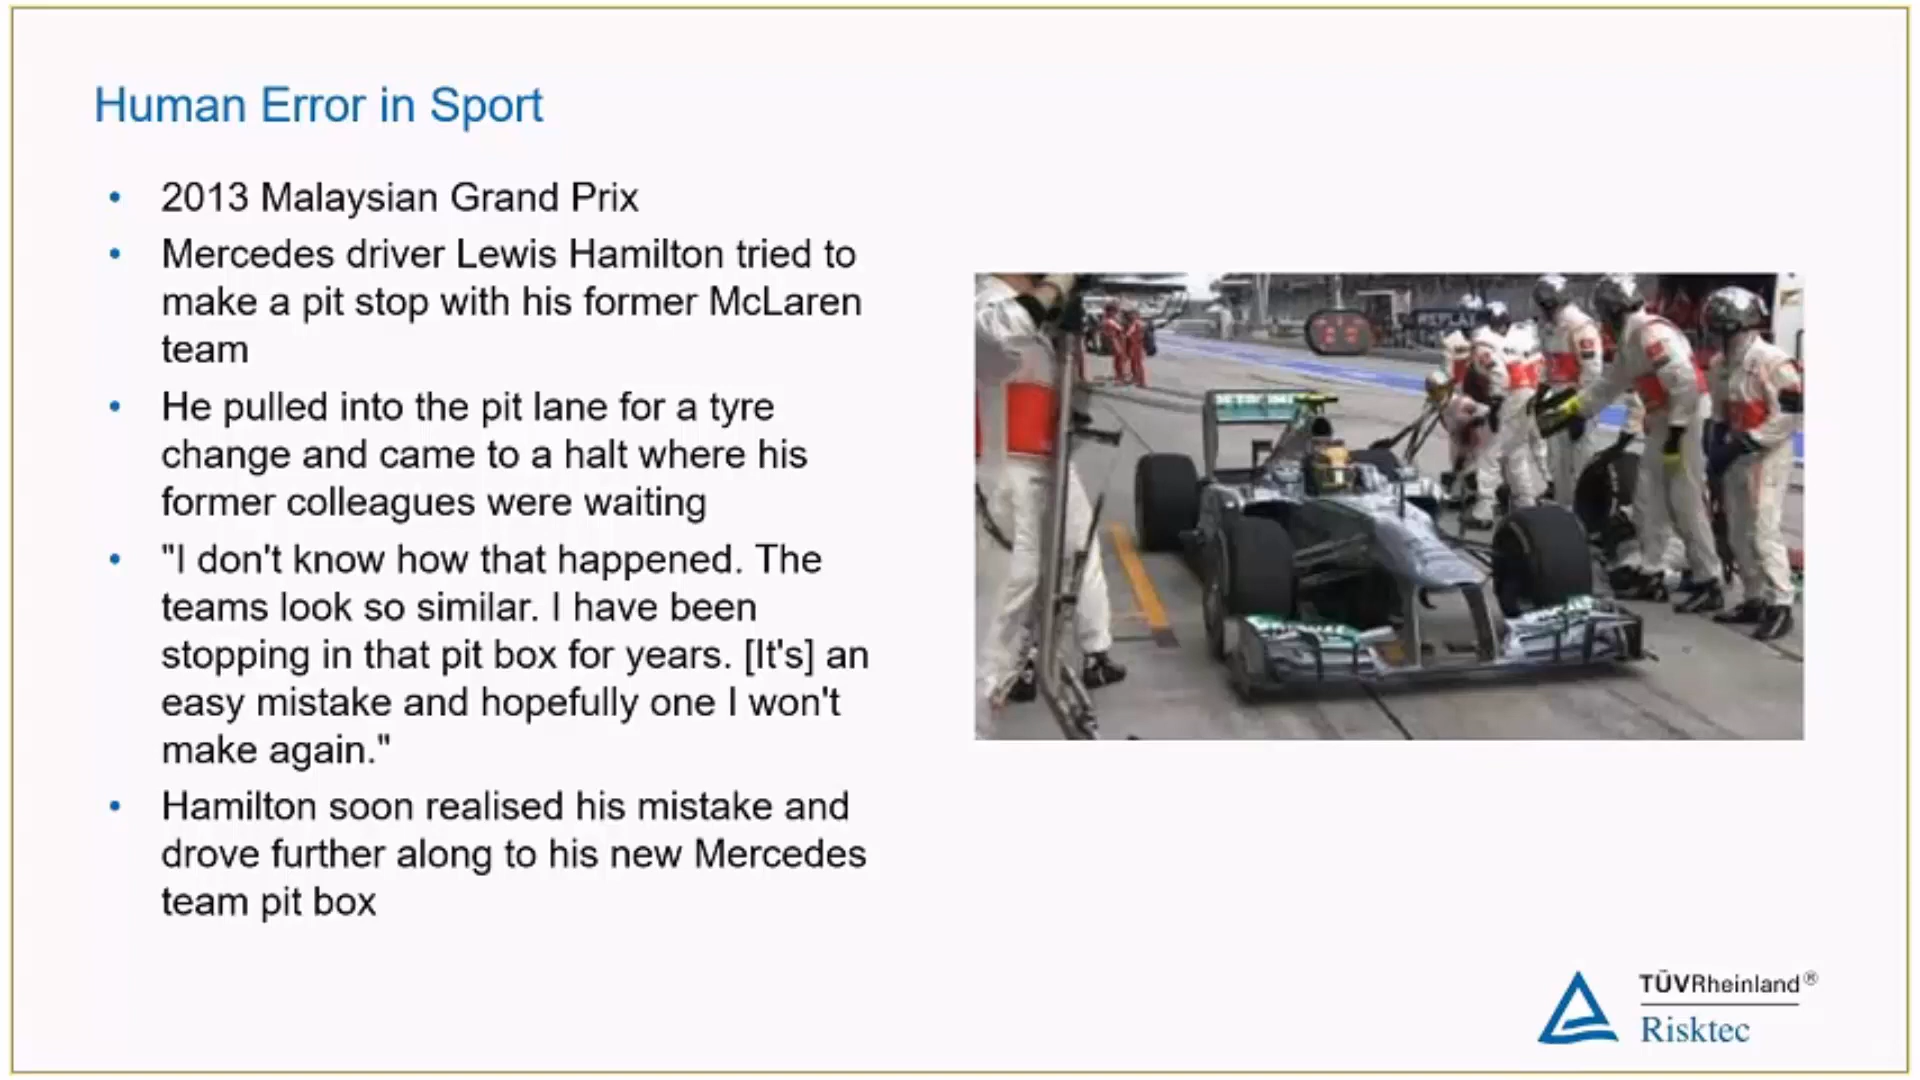 Human Error in Sport
• 2013 Malaysian Grand Prix
• Mercedes driver Lewis Hamilton tried to
make a pit stop with his former McLaren
team
• He pulled into the pit lane for a tyre
change and came to a halt where his
former colleagues were waiting
• "I don't know how that happened. The
teams look so similar. I have been
stopping in that pit box for years. [It's] an
easy mistake and hopefully one I won't
make again."
• Hamilton soon realised his mistake and
drove further along to his new Mercedes
team pit box
REPLAY
TÜVRheinland®
Risktec